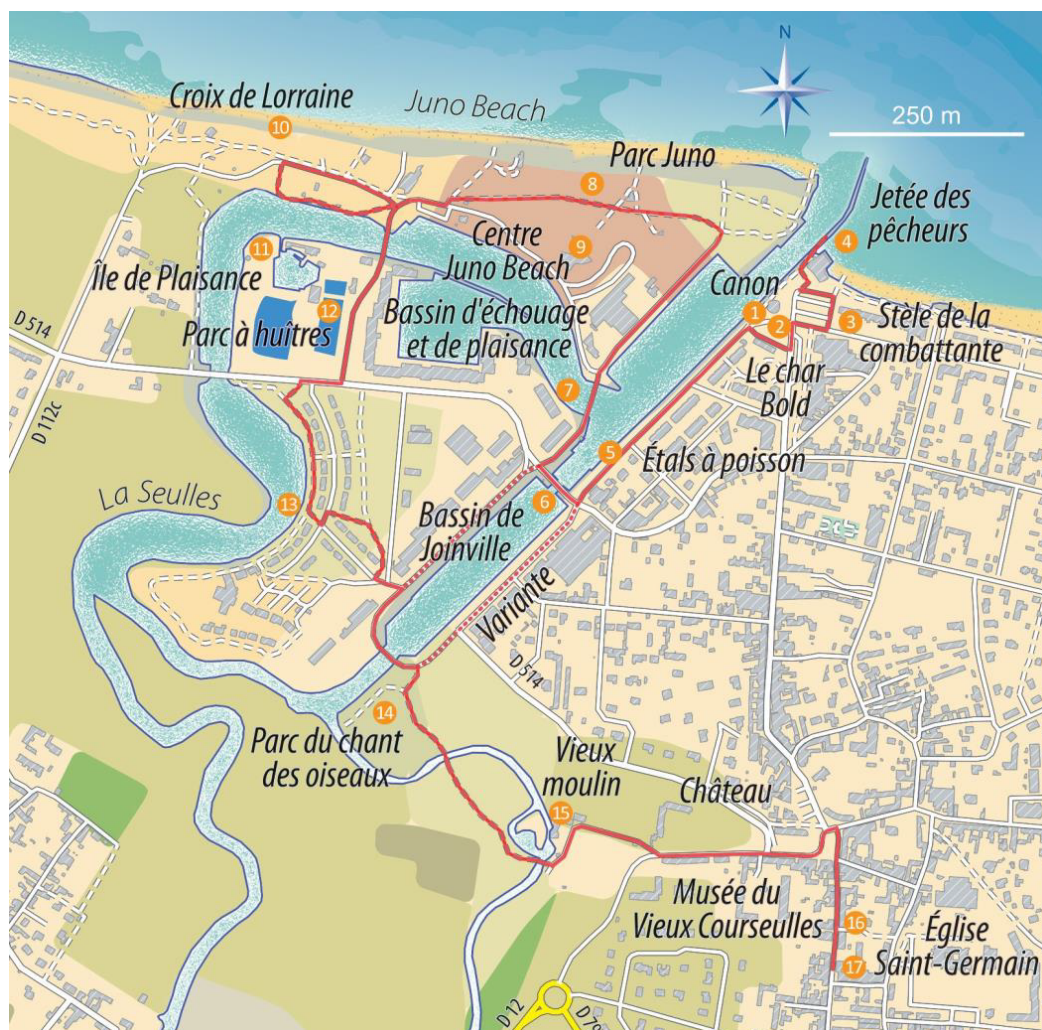 N
250 m
Croix de Lorraine
10
Juno Beach
Parc Juno
8
Jetée des
pêcheurs
4
Centre
Juno Beach
9
11
Île de Plaisance
12
Parc à huîtres
Bassin d'échouage
et de plaisance
Canon
1
2
3
Stèle de la
combattante
D 514
Le char
Bold
7
D 112c
5
Étals à poisson
La Seulles
13
6
Bassin de
Joinville
Variante
D 514
14
Parc du chant
des oiseaux
Vieux
moulin
15
Château
Musée du
Vieux Courseulles
16
Église
Saint-Germain
17
D 12
D 79